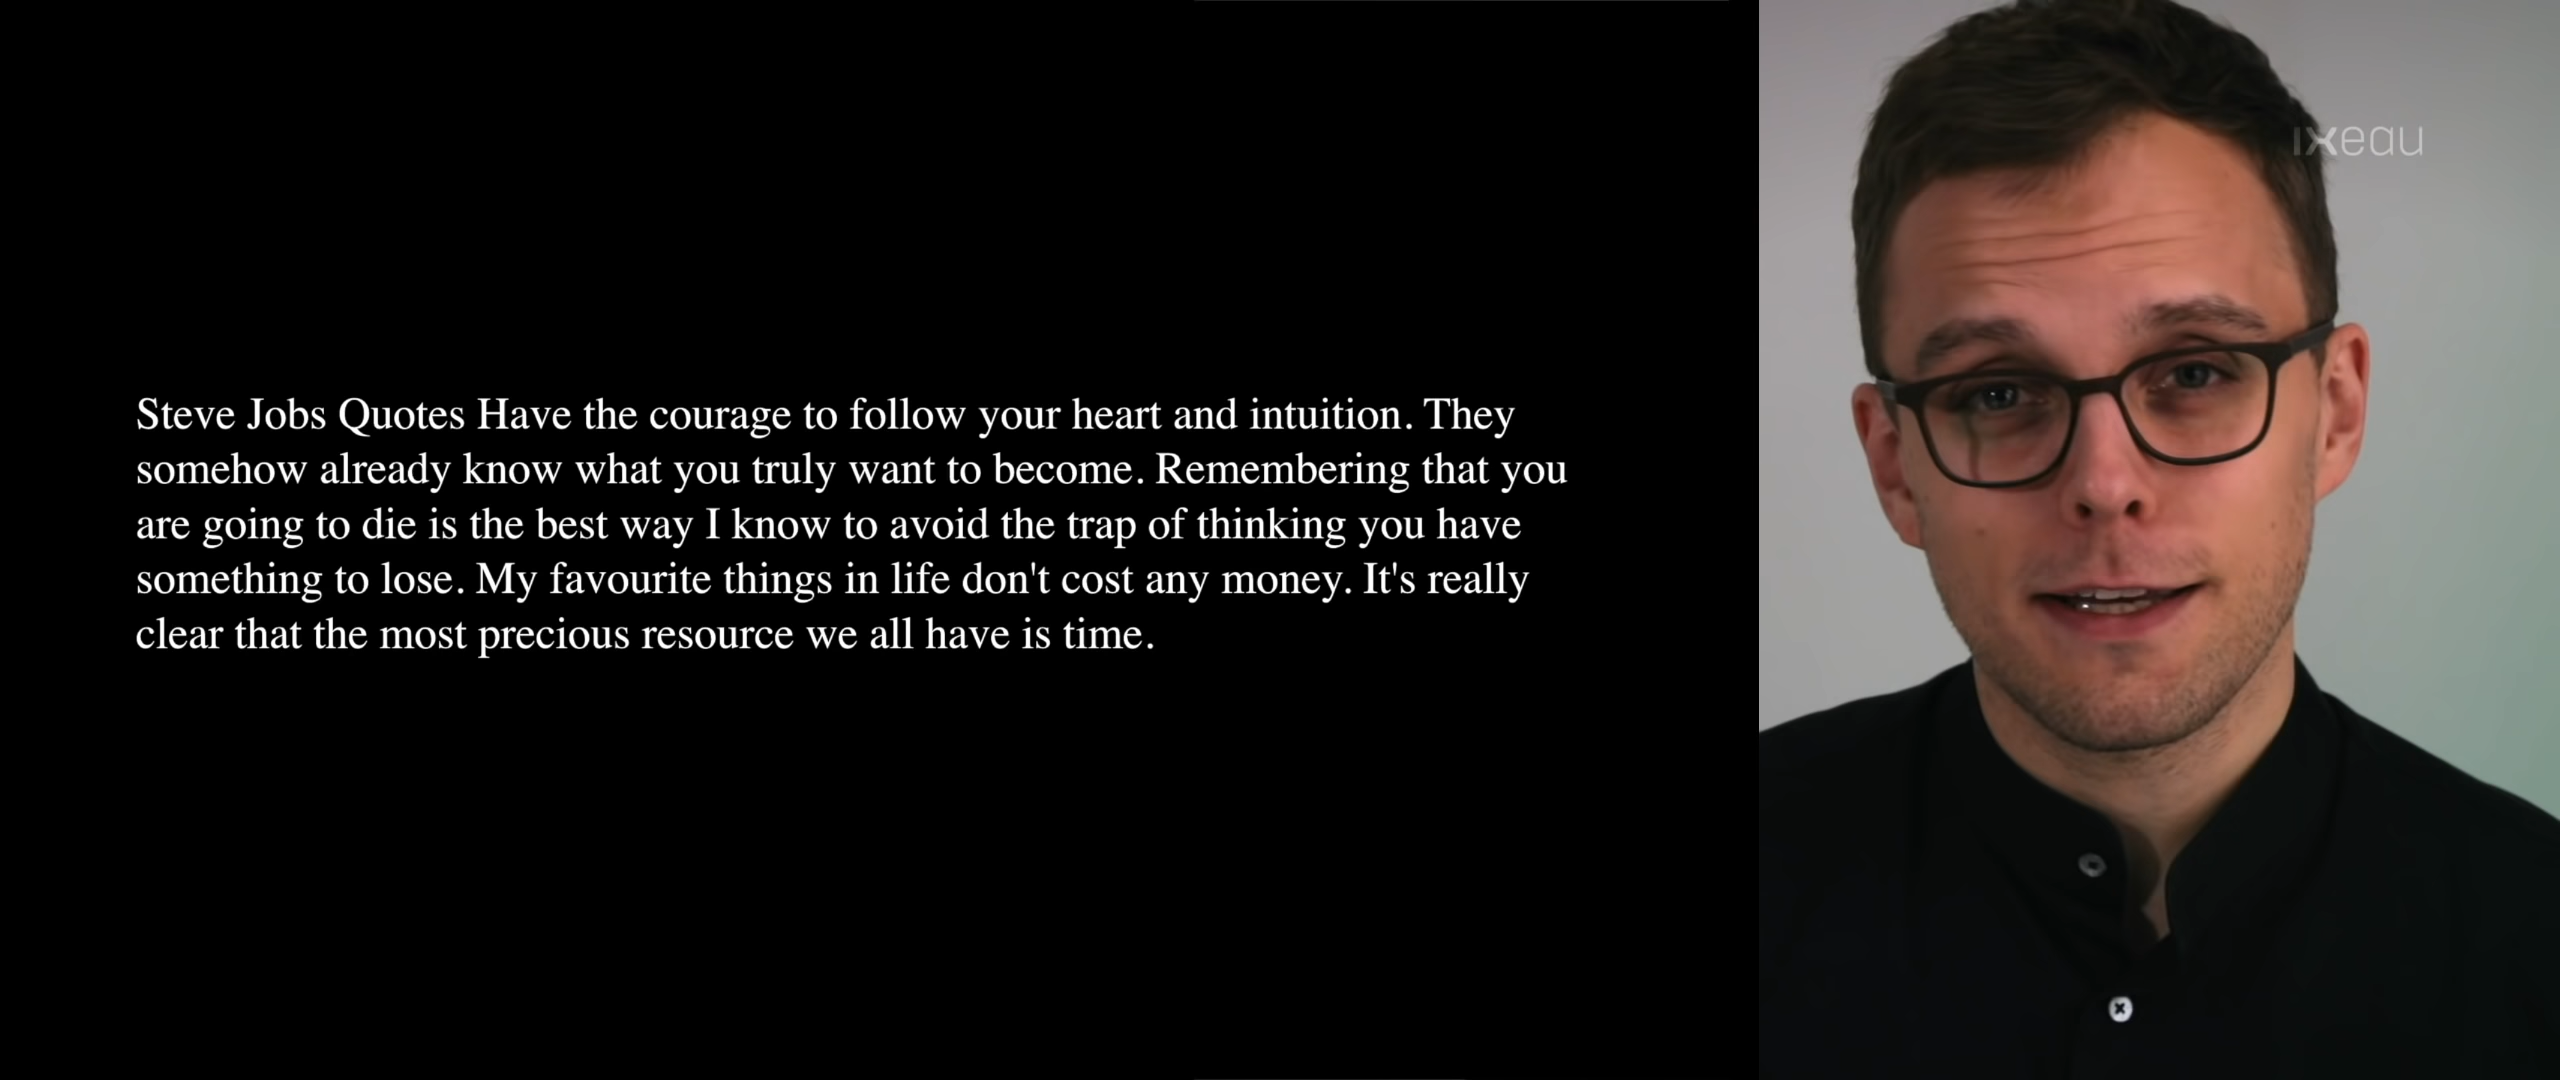 Steve Jobs Quotes Have the courage to follow your heart and intuition. They
somehow already know what you truly want to become. Remembering that you
are going to die is the best way I know to avoid the trap of thinking you have
something to lose. My favourite things in life don't cost any money. It's really
clear that the most precious resource we all have is time.
ixeau